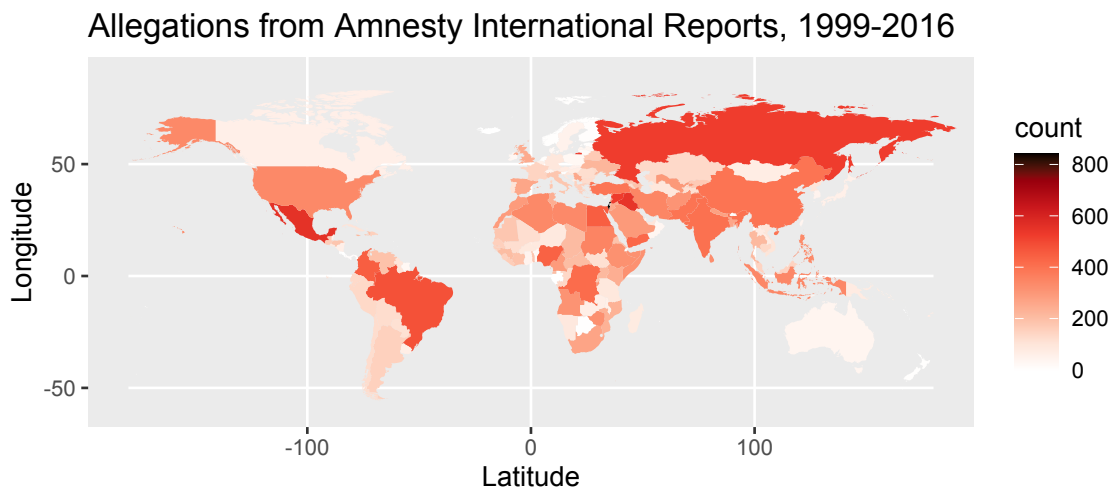 Allegations from Amnesty International Reports, 1999-2016
Longitude
50
0
-50
-100
0
100
Latitude
count
800
600
400
200
0